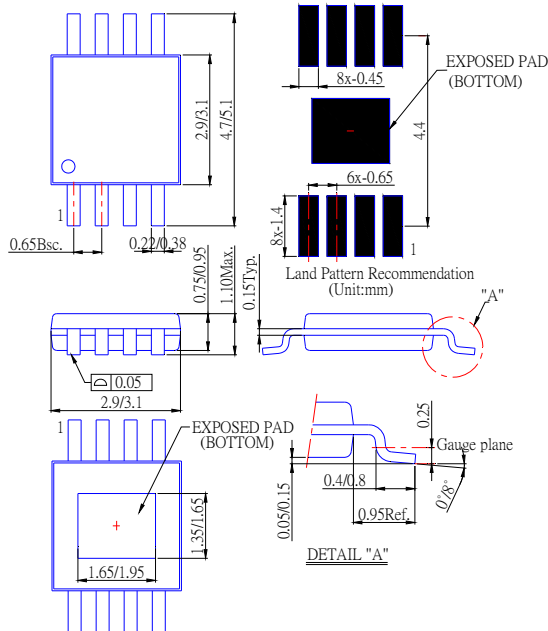 EXPOSED PAD
(BOTTOM)
8x-0.45
2.9/3.1
4.7/5.1
4.4
6x-0.65
8x-1.4
1
1
0.65Bsc.
0.22/0.38
Land Pattern Recommendation
(Unit:mm)
0.75/0.95
1.10Max.
0.15Typ.
"A"
0.05
2.9/3.1
1
EXPOSED PAD
(BOTTOM)
0.25
Gauge plane
0.4/0.8
0°/8°
0.05/0.15
0.95Ref.
1.35/1.65
1.65/1.95
DETAIL "A"